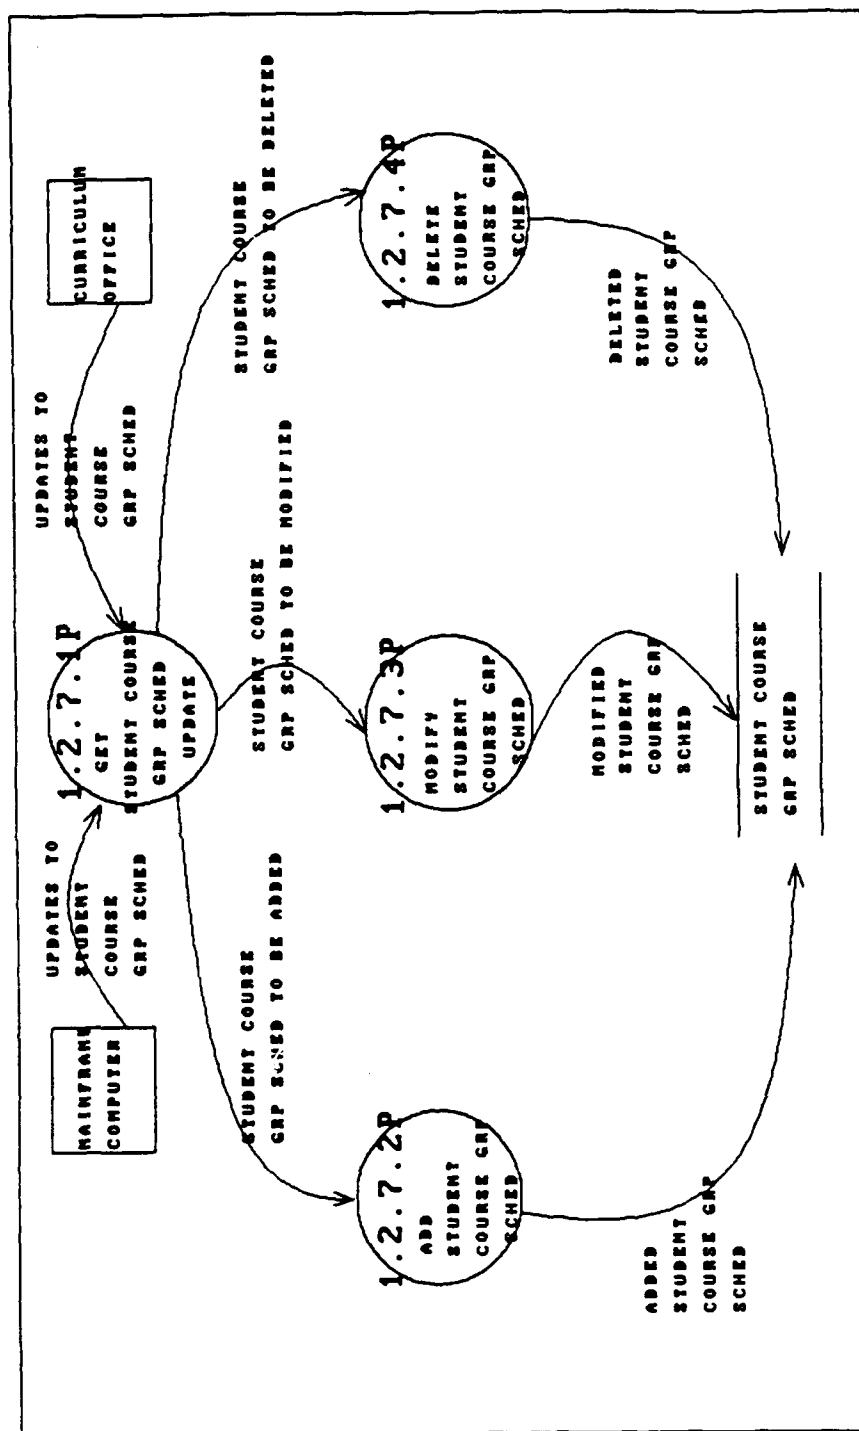 MAINFRAME
COMPUTER
UPDATES TO
STUDENT
COURSE
GRP SCHED
1.2.7.1P
GET
STUDENT COURSE
GRP SCHED
UPDATE
UPDATES TO
STUDENT
COURSE
GRP SCHED
CURRICULUM
OFFICE
STUDENT COURSE
GRP SCHED TO BE ADDED
STUDENT COURSE
GRP SCHED TO BE MODIFIED
STUDENT COURSE
GRP SCHED TO BE DELETED
1.2.7.2P
ADD
STUDENT
COURSE GRP
SCHED
1.2.7.3P
MODIFY
STUDENT
COURSE GRP
SCHED
1.2.7.4P
DELETE
STUDENT
COURSE GRP
SCHED
ADDED
STUDENT
COURSE GRP
SCHED
MODIFIED
STUDENT
COURSE GRP
SCHED
DELETED
STUDENT
COURSE GRP
SCHED
STUDENT COURSE
GRP SCHED